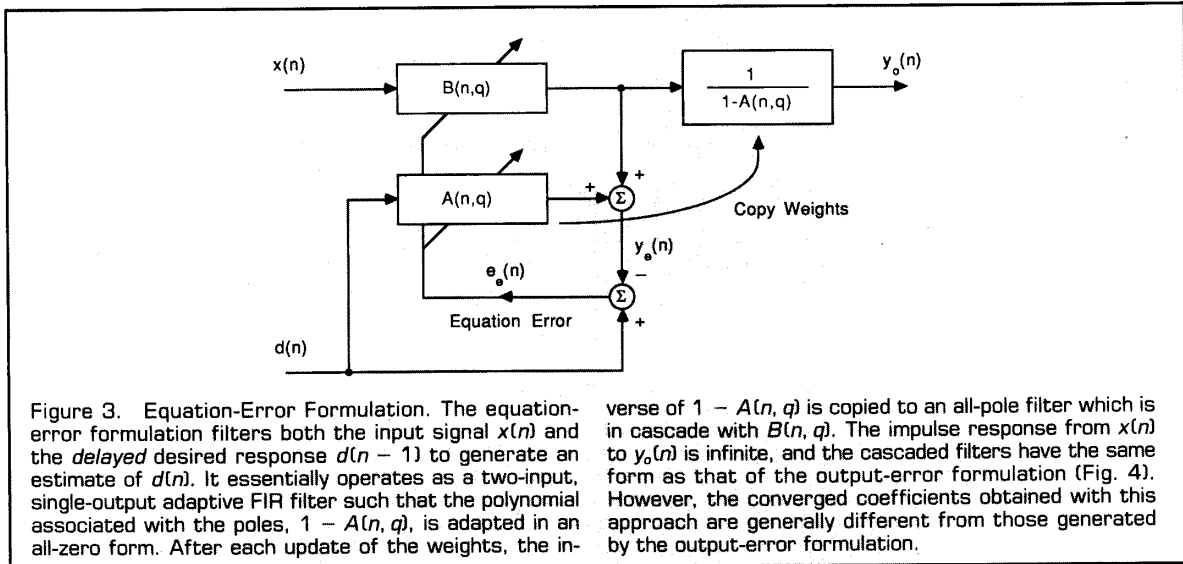 x(n)
B(n,q)
1
1-A(n,q)
y_o(n)
A(n,q)
+
+
Σ
Copy Weights
y_e(n)
e_e(n)
−
Σ
Equation Error
+
d(n)
Figure 3. Equation-Error Formulation. The equation-
error formulation filters both the input signal x(n) and
the delayed desired response d(n − 1) to generate an
estimate of d(n). It essentially operates as a two-input,
single-output adaptive FIR filter such that the polynomial
associated with the poles, 1 − A(n, q), is adapted in an
all-zero form. After each update of the weights, the in-
verse of 1 − A(n, q) is copied to an all-pole filter which is
in cascade with B(n, q). The impulse response from x(n)
to y_o(n) is infinite, and the cascaded filters have the same
form as that of the output-error formulation (Fig. 4).
However, the converged coefficients obtained with this
approach are generally different from those generated
by the output-error formulation.